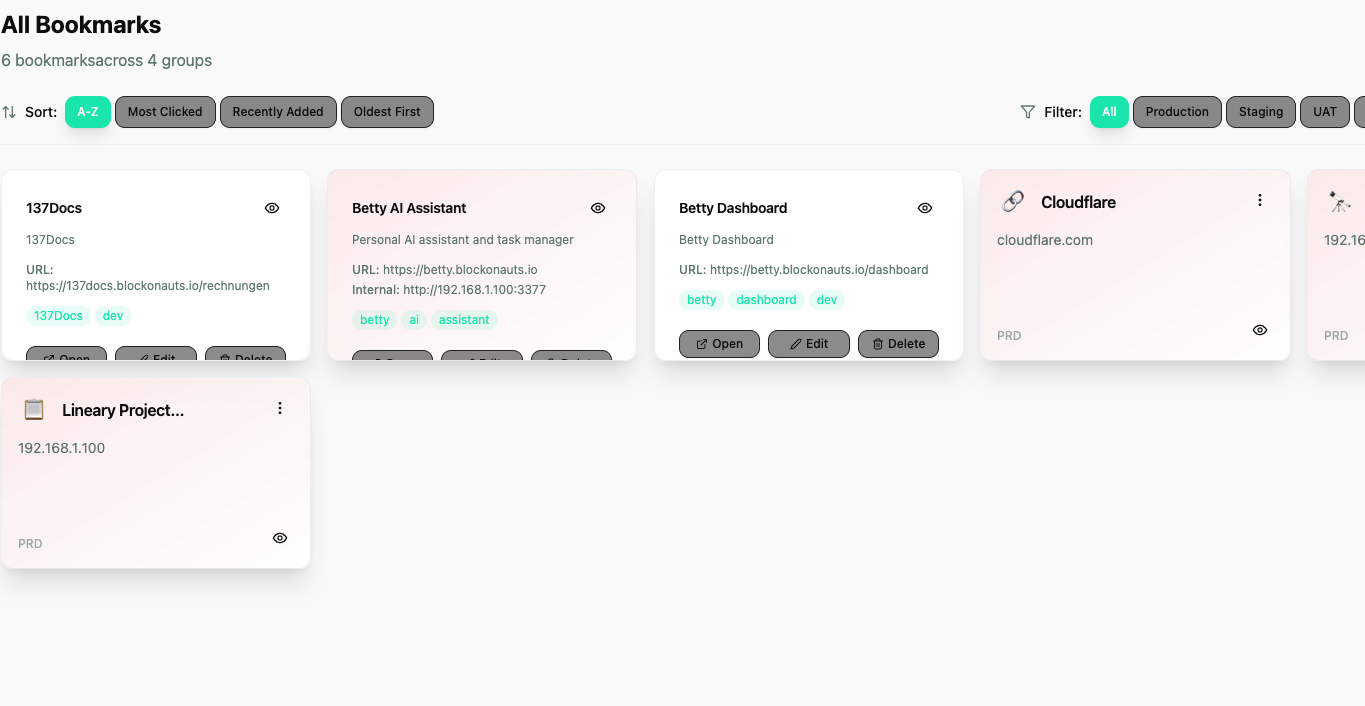 All Bookmarks
6 bookmarksacross 4 groups
Sort: A-Z Most Clicked Recently Added Oldest First Filter: All Production Staging UAT
137Docs
137Docs
URL:
https://137docs.blockonauts.io/rechnungen
137Docs dev
Open Edit Delete
Betty AI Assistant
Personal AI assistant and task manager
URL: https://betty.blockonauts.io
Internal: http://192.168.1.100:3377
betty ai assistant
Betty Dashboard
Betty Dashboard
URL: https://betty.blockonauts.io/dashboard
betty dashboard dev
Open Edit Delete
Cloudflare
cloudflare.com
PRD
192.16
PRD
Lineary Project...
192.168.1.100
PRD